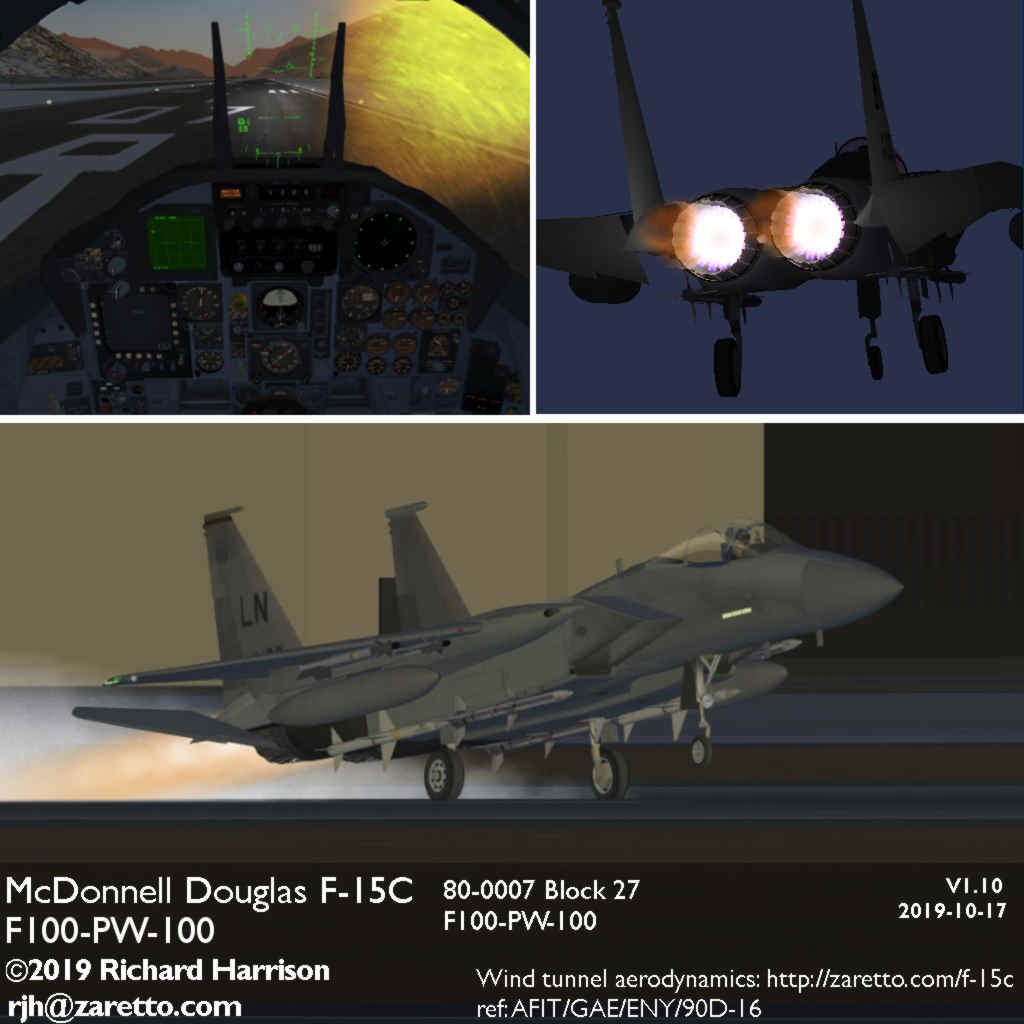 LN
McDonnell Douglas F-15C
F100-PW-100
©2019 Richard Harrison
rjh@zaretto.com
80-0007 Block 27
F100-PW-100
V1.10
2019-10-17
Wind tunnel aerodynamics: http://zaretto.com/f-15c
ref: AFIT/GAE/ENY/90D-16